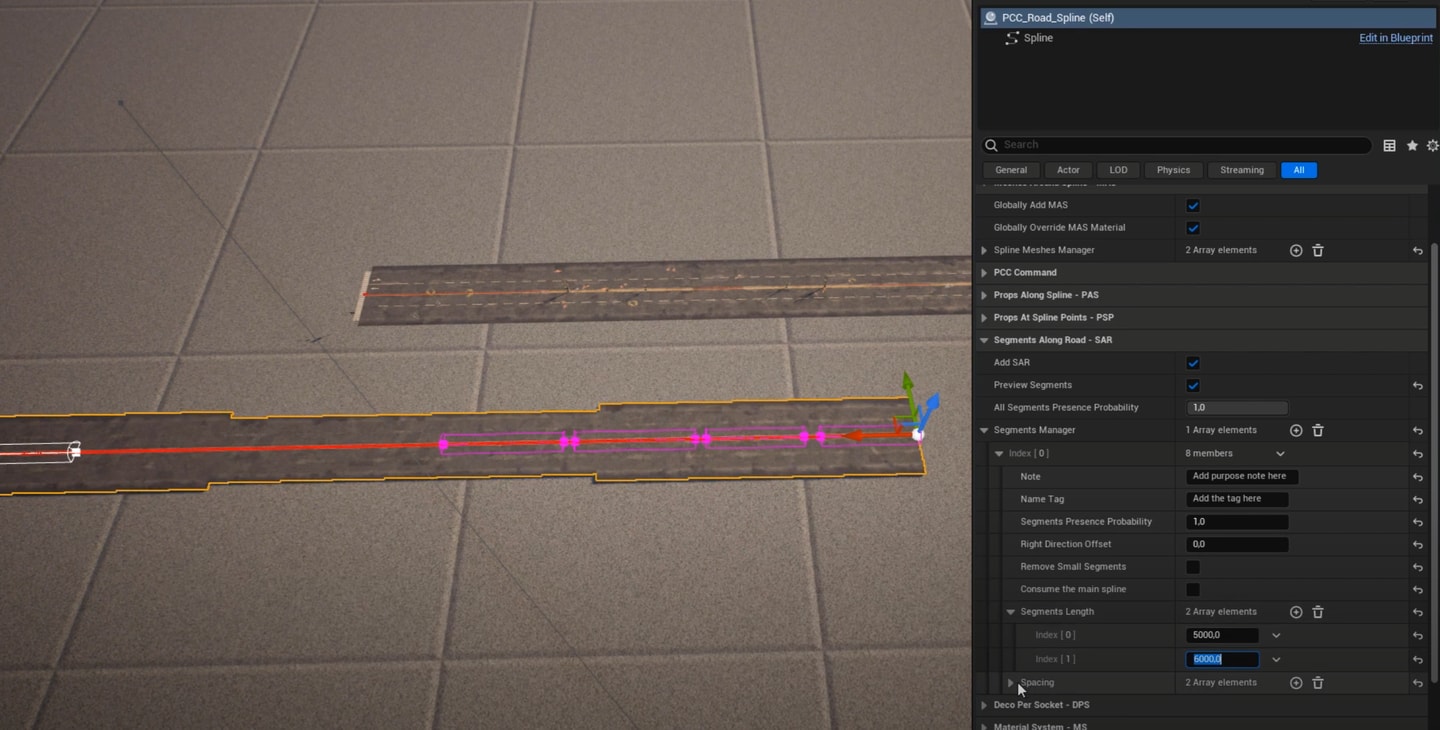 PCC_Road_Spline (Self)
Spline
Edit in Blueprint
Search
General Actor LOD Physics Streaming All
Globally Add MAS
Globally Override MAS Material
Spline Meshes Manager 2 Array elements
PCC Command
Props Along Spline - PAS
Props At Spline Points - PSP
Segments Along Road - SAR
Add SAR
Preview Segments
All Segments Presence Probability 1,0
Segments Manager 1 Array elements
Index [ 0 ] 8 members
Note Add purpose note here
Name Tag Add the tag here
Segments Presence Probability 1,0
Right Direction Offset 0,0
Remove Small Segments
Consume the main spline
Segments Length 2 Array elements
Index [ 0 ] 5000,0
Index [ 1 ] 6000,0
Spacing 2 Array elements
Deco Per Socket - DPS
Material System - MS